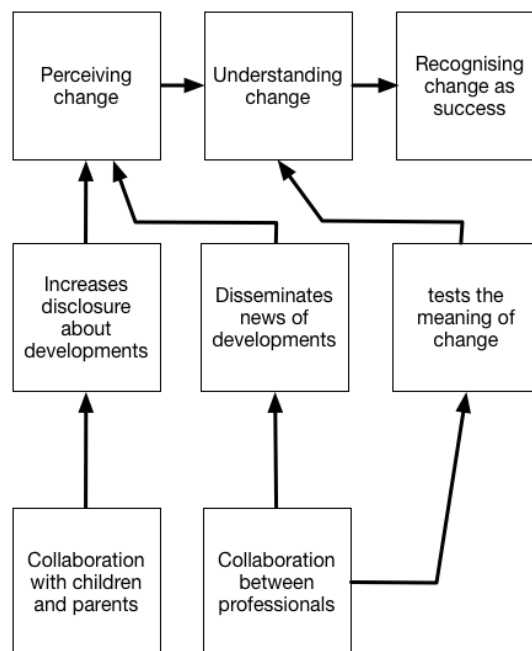 Perceiving
change
Understanding
change
Recognising
change as
success
Increases
disclosure
about
developments
Disseminates
news of
developments
tests the
meaning of
change
Collaboration
with children
and parents
Collaboration
between
professionals